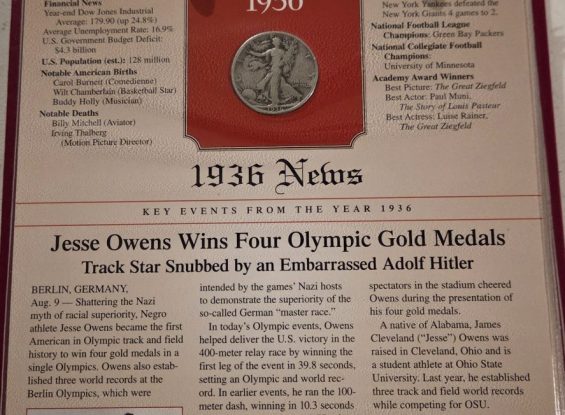 Financial News
Year-end Dow Jones Industrial
Average: 179.90 (up 24.8%)
Average Unemployment Rate: 16.9%
U.S. Government Budget Deficit:
$4.3 billion
U.S. Population (est.): 128 million
Notable American Births
Carol Burnett (Comedienne)
Wilt Chamberlain (Basketball Star)
Buddy Holly (Musician)
Notable Deaths
Billy Mitchell (Aviator)
Irving Thalberg
(Motion Picture Director)
1936
1936
New York Yankees defeated the
New York Giants 4 games to 2.
National Football League
Champions: Green Bay Packers
National Collegiate Football
Champions:
University of Minnesota
Academy Award Winners
Best Picture: The Great Ziegfeld
Best Actor: Paul Muni,
The Story of Louis Pasteur
Best Actress: Luise Rainer,
The Great Ziegfeld
1936 News
KEY EVENTS FROM THE YEAR 1936
Jesse Owens Wins Four Olympic Gold Medals
Track Star Snubbed by an Embarrassed Adolf Hitler
BERLIN, GERMANY,
Aug. 9 — Shattering the Nazi
myth of racial superiority, Negro
athlete Jesse Owens became the first
American in Olympic track and field
history to win four gold medals in a
single Olympics. Owens also estab-
lished three world records at the
Berlin Olympics, which were
intended by the games' Nazi hosts
to demonstrate the superiority of the
so-called German "master race."
In today's Olympic events, Owens
helped deliver the U.S. victory in the
400-meter relay race by winning the
first leg of the event in 39.8 seconds,
setting an Olympic and world rec-
ord. In earlier events, he ran the 100-
meter dash, winning in 10.3 seconds
spectators in the stadium cheered
Owens during the presentation of
his four gold medals.
A native of Alabama, James
Cleveland ("Jesse") Owens was
raised in Cleveland, Ohio and is
a student athlete at Ohio State
University. Last year, he established
three track and field world records
while competing for OSU.